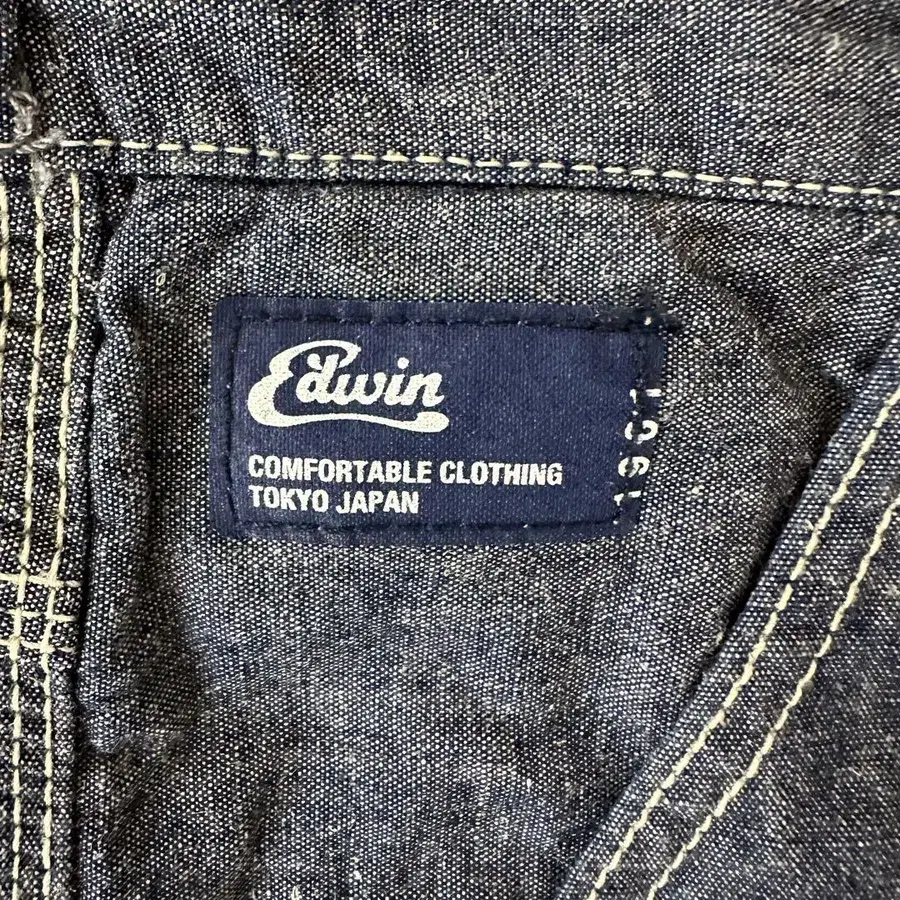 Edwin
COMFORTABLE CLOTHING
TOKYO JAPAN
1961